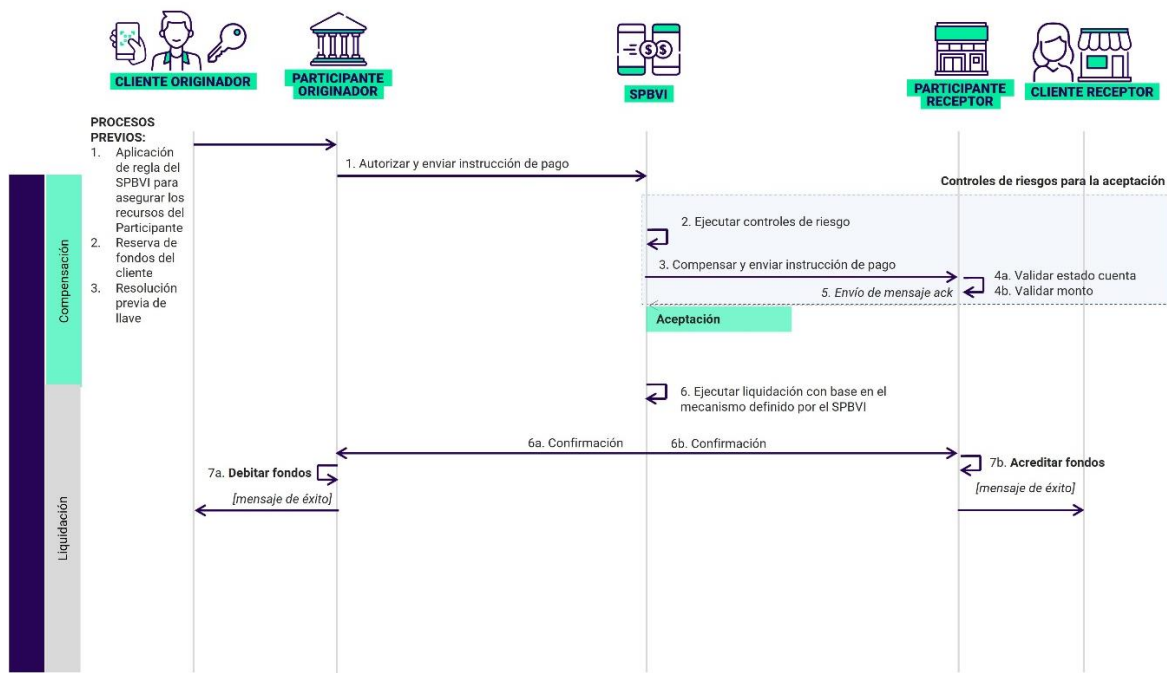 CLIENTE ORIGINADOR
PARTICIPANTE
ORIGINADOR
SPBVI
PARTICIPANTE
RECEPTOR
CLIENTE RECEPTOR
PROCESOS
PREVIOS:
1. Aplicación
de regla del
SPBVI para
asegurar los
recursos del
Participante
2. Reserva de
fondos del
cliente
3. Resolución
previa de
llave
Compensación
Liquidación
1. Autorizar y enviar instrucción de pago
Controles de riesgos para la aceptación
2. Ejecutar controles de riesgo
3. Compensar y enviar instrucción de pago
4a. Validar estado cuenta
4b. Validar monto
5. Envío de mensaje ack
Aceptación
6. Ejecutar liquidación con base en el
mecanismo definido por el SPBVI
6a. Confirmación
6b. Confirmación
7a. Debitar fondos
[mensaje de éxito]
7b. Acreditar fondos
[mensaje de éxito]